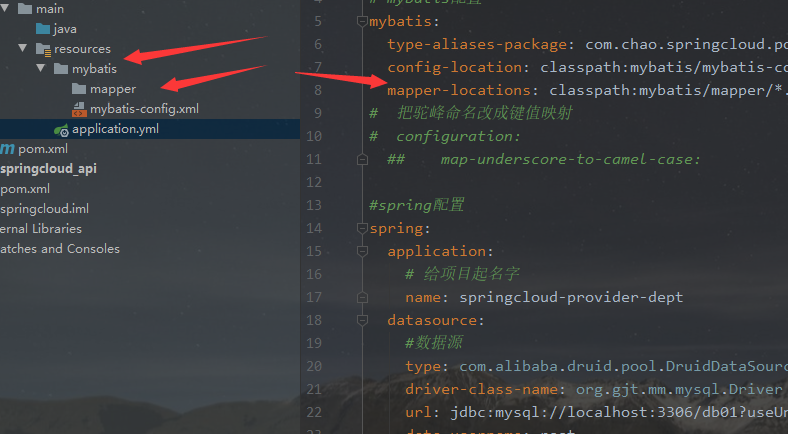 main
java
resources
mybatis
mapper
mybatis-config.xml
application.yml
pom.xml
springcloud_api
pom.xml
springcloud.iml
ernal Libraries
atches and Consoles
4 # mybatis配置
5 mybatis:
6 type-aliases-package: com.chao.springcloud.po
7 config-location: classpath:mybatis/mybatis-co
8 mapper-locations: classpath:mybatis/mapper/*.
9 # 把驼峰命名改成键值映射
10 # configuration:
11 ## map-underscore-to-camel-case:
12
13 #spring配置
14 spring:
15 application:
16 # 给项目起名字
17 name: springcloud-provider-dept
18 datasource:
19 #数据源
20 type: com.alibaba.druid.pool.DruidDataSourc
21 driver-class-name: org.gjt.mm.mysql.Driver
22 url: jdbc:mysql://localhost:3306/db01?useUn